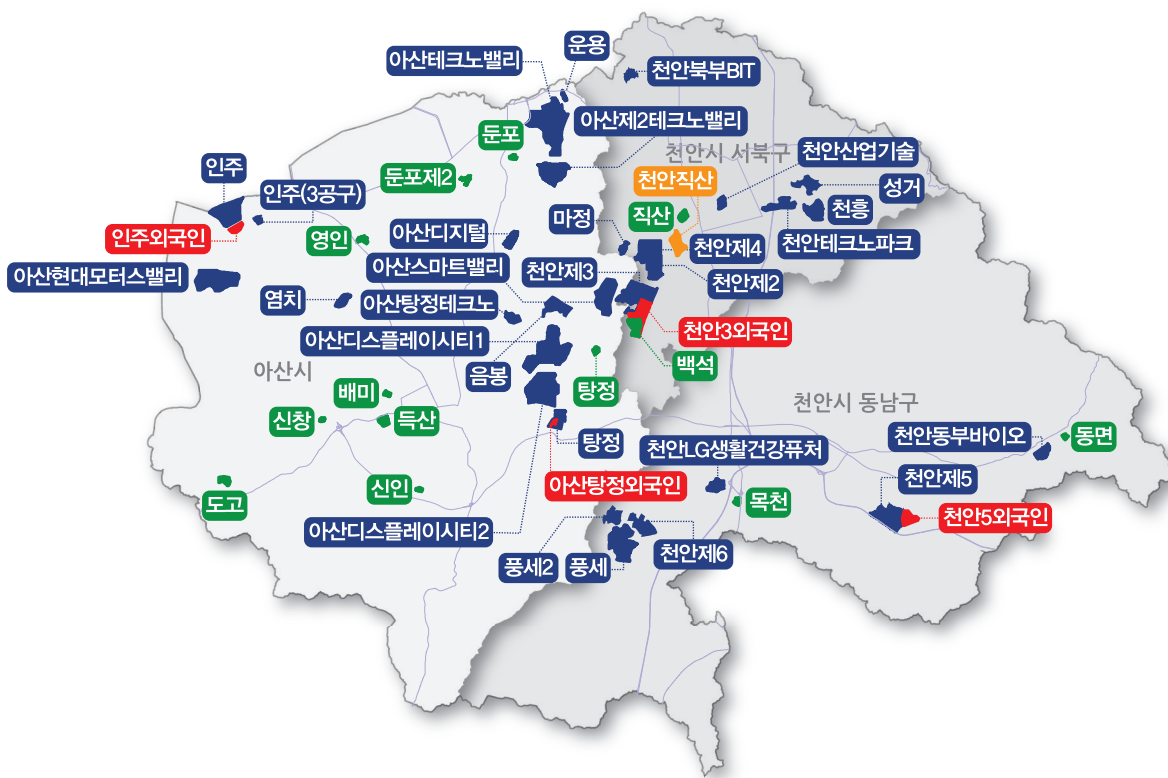 운용
아산테크노밸리
천안북부BIT
아산제2테크노밸리
둔포
천안시 서북구
천안산업기술
인주
둔포제2
천안직산
성거
인주(3공구)
마정
직산
천흥
인주외국인
영인
아산디지털
천안제4
천안테크노파크
아산현대모터스밸리
아산스마트밸리
천안제3
천안제2
염치
아산탕정테크노
천안3외국인
아산디스플레이시티1
백석
아산시
음봉
탕정
배미
천안시 동남구
신창
득산
탕정
천안LG생활건강퓨처
천안동부바이오
동면
도고
신인
아산탕정외국인
목천
천안제5
아산디스플레이시티2
천안5외국인
풍세2
풍세
천안제6